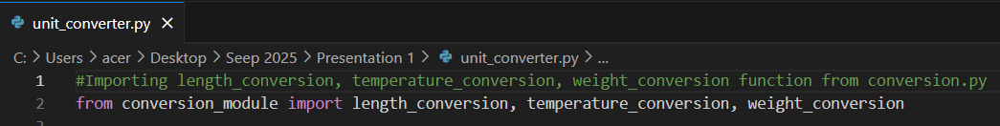 unit_converter.py
C: > Users > acer > Desktop > Seep 2025 > Presentation 1 > unit_converter.py > ...
1 #Importing length_conversion, temperature_conversion, weight_conversion function from conversion.py
2 from conversion_module import length_conversion, temperature_conversion, weight_conversion